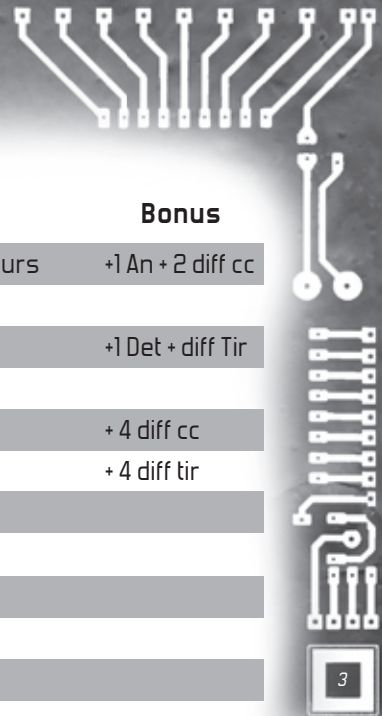 Bonus
urs +1 An + 2 diff cc
+1 Det + diff Tir
+ 4 diff cc
+ 4 diff tir
3